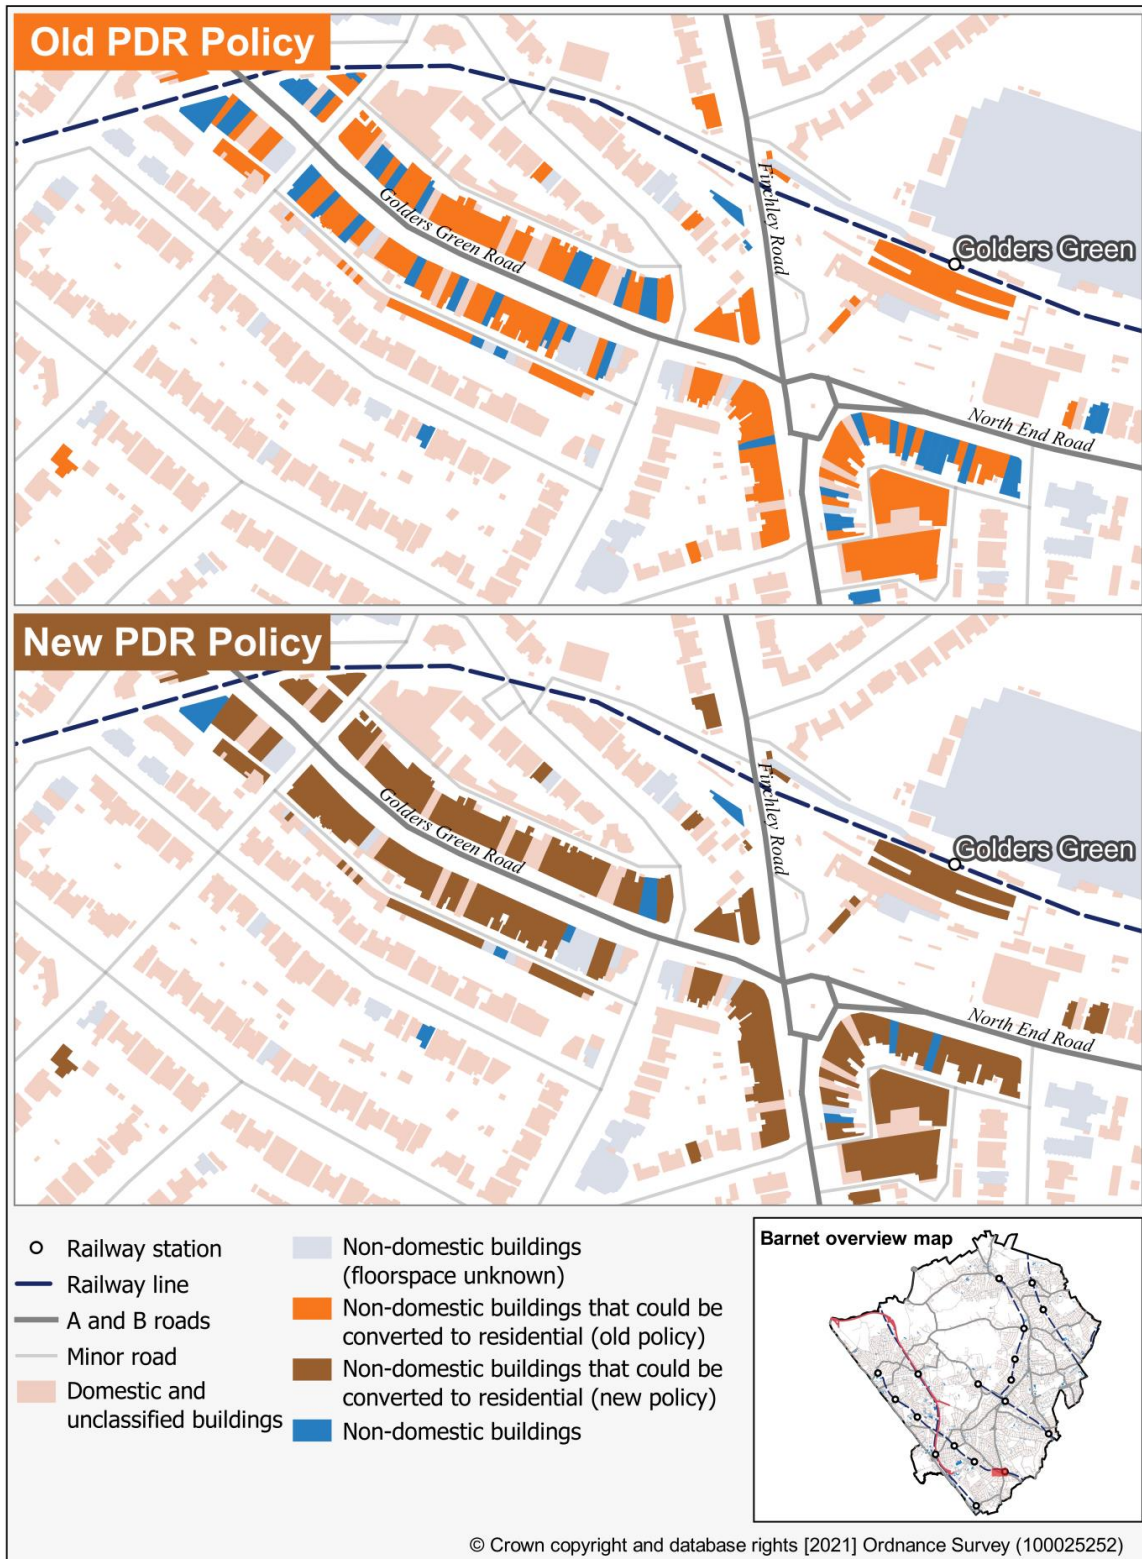 Old PDR Policy
Golders Green Road
Finchley Road
Golders Green
North End Road
New PDR Policy
Golders Green Road
Finchley Road
Golders Green
North End Road
Railway station
Railway line
A and B roads
Minor road
Domestic and
unclassified buildings
Non-domestic buildings
(floorspace unknown)
Non-domestic buildings that could be
converted to residential (old policy)
Non-domestic buildings that could be
converted to residential (new policy)
Non-domestic buildings
Barnet overview map
© Crown copyright and database rights [2021] Ordnance Survey (100025252)